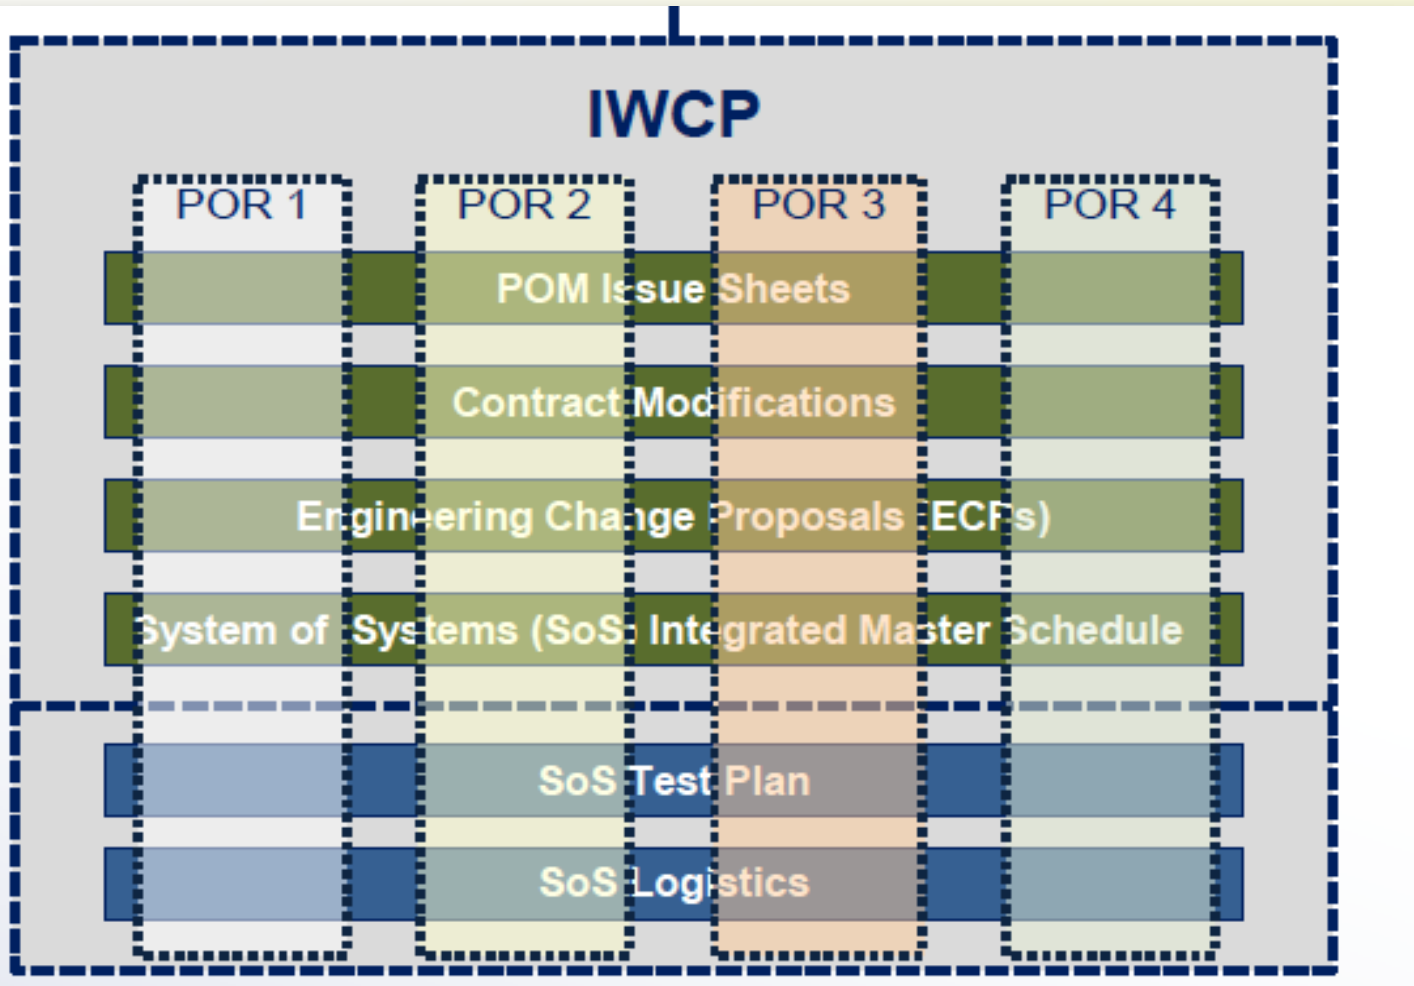 IWCP
POR 1 POR 2 POR 3 POR 4
POM Issue Sheets
Contract Modifications
Engineering Change Proposals (ECPs)
System of Systems (SoS) Integrated Master Schedule
SoS Test Plan
SoS Logistics